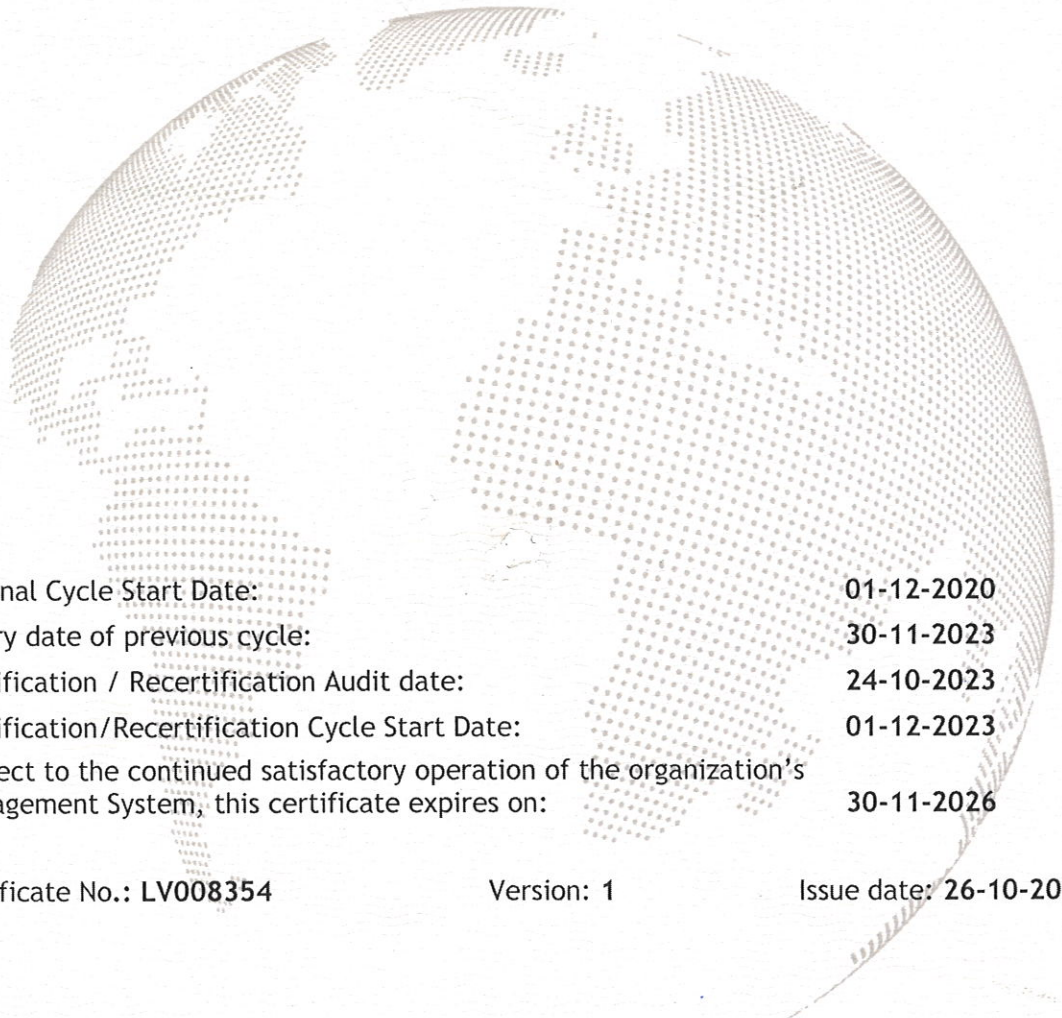 nal Cycle Start Date: 01-12-2020
ry date of previous cycle: 30-11-2023
ification / Recertification Audit date: 24-10-2023
ification/Recertification Cycle Start Date: 01-12-2023
ect to the continued satisfactory operation of the organization's
agement System, this certificate expires on: 30-11-2026
ficate No.: LV008354 Version: 1 Issue date: 26-10-20